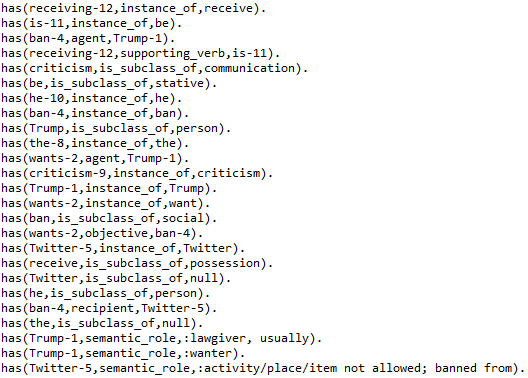 has(receiving-12,instance_of,receive).
has(is-11,instance_of,be).
has(ban-4,agent,Trump-1).
has(receiving-12,supporting_verb,is-11).
has(criticism,is_subclass_of,communication).
has(be,is_subclass_of,stative).
has(he-10,instance_of,he).
has(ban-4,instance_of,ban).
has(Trump,is_subclass_of,person).
has(the-8,instance_of,the).
has(wants-2,agent,Trump-1).
has(criticism-9,instance_of,criticism).
has(Trump-1,instance_of,Trump).
has(wants-2,instance_of,want).
has(ban,is_subclass_of,social).
has(wants-2,objective,ban-4).
has(Twitter-5,instance_of,Twitter).
has(receive,is_subclass_of,possession).
has(Twitter,is_subclass_of,null).
has(he,is_subclass_of,person).
has(ban-4,recipient,Twitter-5).
has(the,is_subclass_of,null).
has(Trump-1,semantic_role,:lawgiver, usually).
has(Trump-1,semantic_role,:wanter).
has(Twitter-5,semantic_role,:activity/place/item not allowed; banned from).